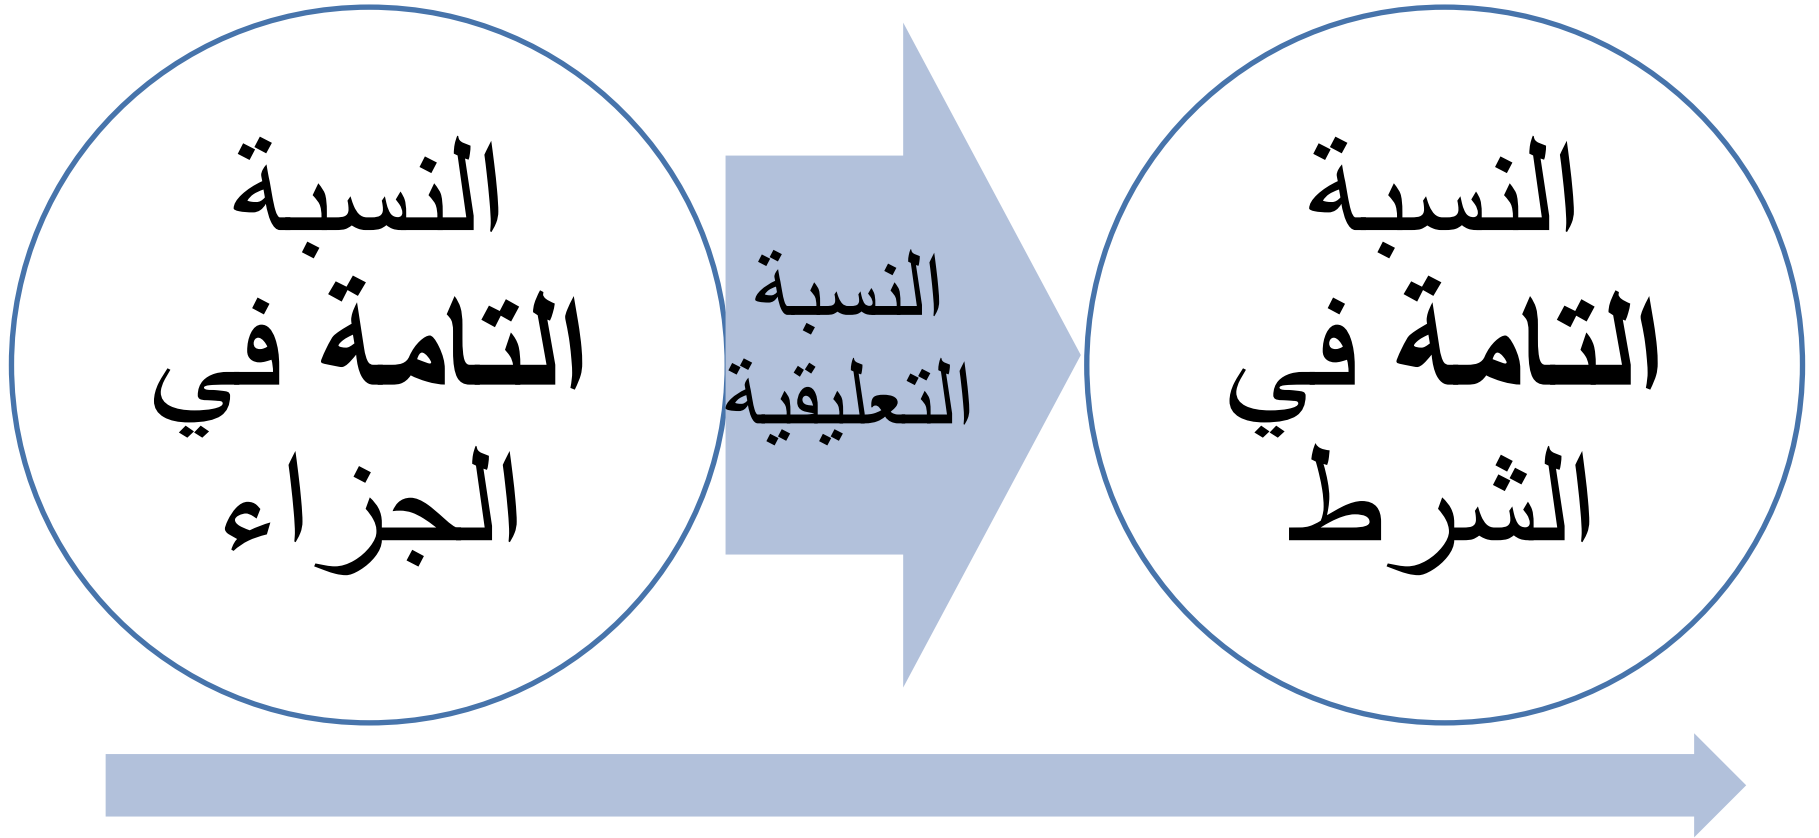 النسبة
التامة في
الشرط
النسبة
التعليقية
النسبة
التامة في
الجزاء